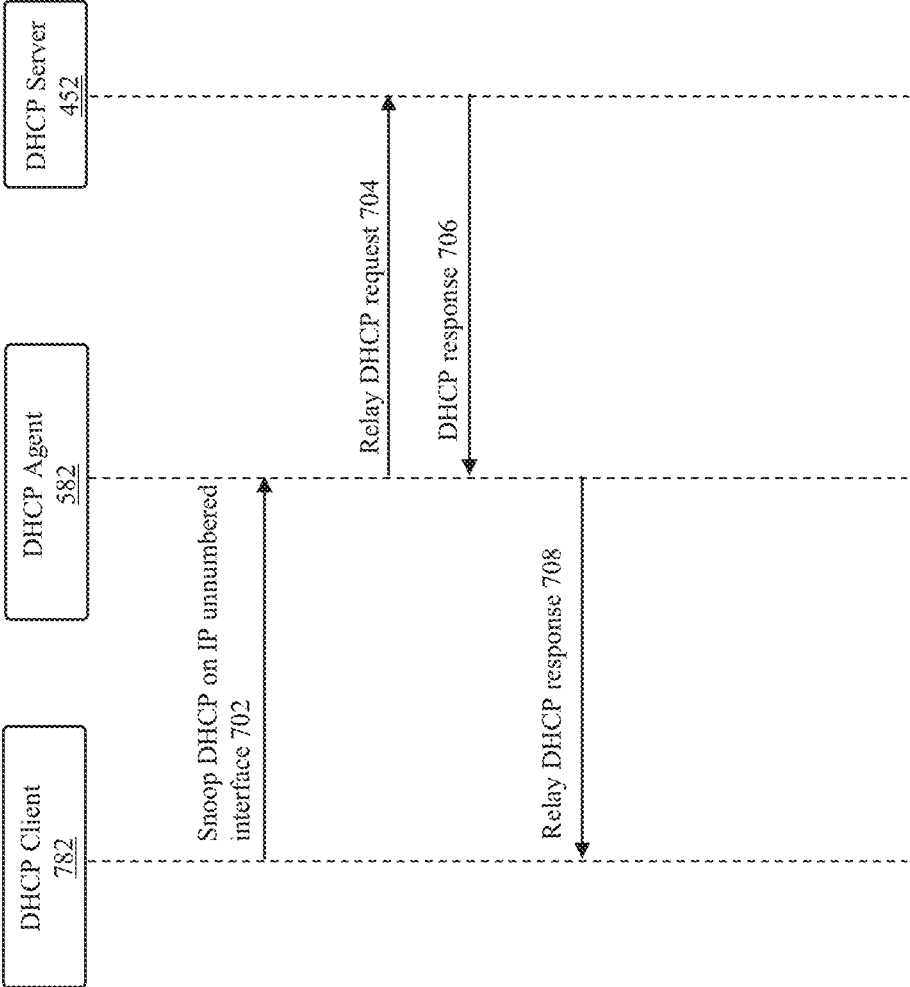 DHCP Client
782
DHCP Agent
582
DHCP Server
452
Snoop DHCP on IP unnumbered
interface 702
Relay DHCP request 704
DHCP response 706
Relay DHCP response 708